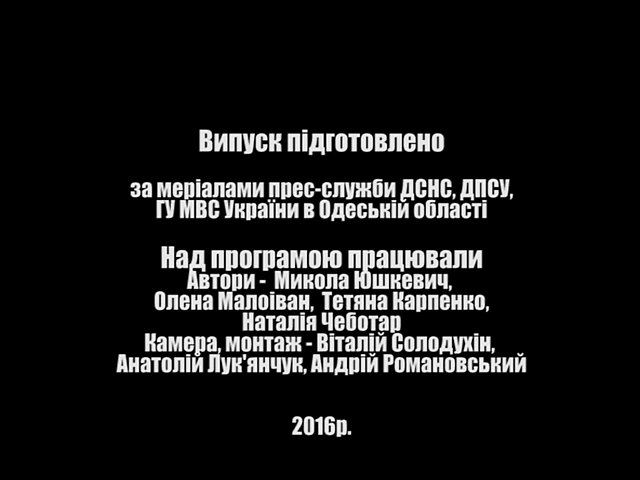 Випуск підготовлено
за меріалами прес-служби ДСНС, ДПСУ,
ГУ МВС України в Одеській області
Над програмою працювали
Автори - Микола Юшкевич,
Олена Малоіван, Тетяна Карпенко,
Наталія Чеботар
Камера, монтаж - Віталій Солодухін,
Анатолій Лук'янчук, Андрій Романовський
2016р.